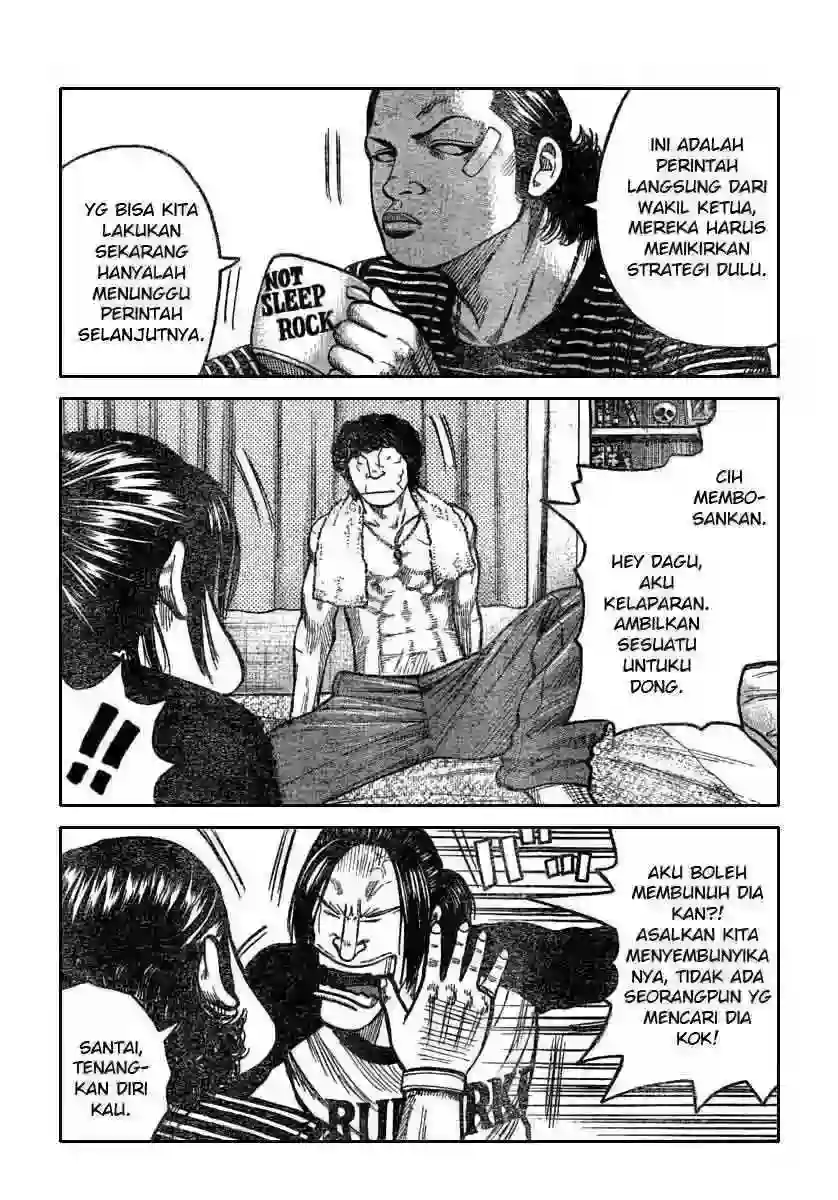 INI ADALAH
PERINTAH
LANGSUNG DARI
WAKIL KETUA,
MEREKA HARUS
MEMIKIRKAN
STRATEGI DULU.
YG BISA KITA
LAKUKAN
SEKARANG
HANYALAH
MENUNGGU
PERINTAH
SELANJUTNYA.
NOT
SLEEP
ROCK
CIH
MEMBO-
SANKAN.
HEY DAGU,
AKU
KELAPARAN.
AMBILKAN
SESUATU
UNTUKU
DONG.
!!
AKU BOLEH
MEMBUNUH DIA
KAN?!
ASALKAN KITA
MENYEMBUNYIKA
NYA, TIDAK ADA
SEORANGPUN YG
MENCARI DIA
KOK!
SANTAI,
TENANG-
KAN DIRI
KAU.